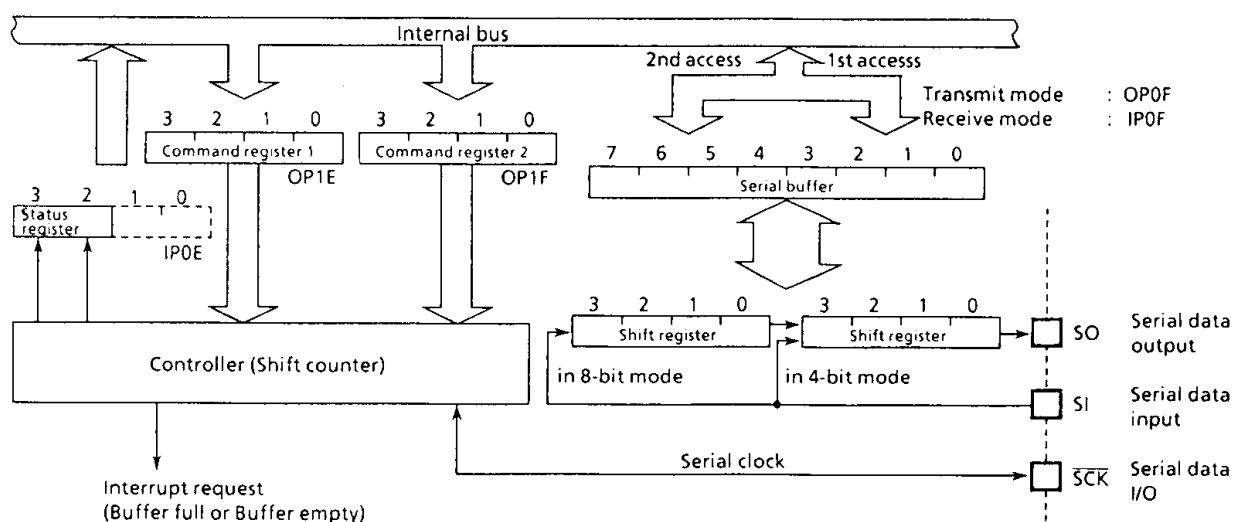 Internal bus
2nd access 1st accesss
Transmit mode : OP0F
Receive mode : IP0F
3 2 1 0
Command register 1
OP1E
3 2 1 0
Command register 2
OP1F
7 6 5 4 3 2 1 0
Serial buffer
3 2 1 0
Status
register
IP0E
3 2 1 0
Shift register
3 2 1 0
Shift register
SO Serial data
output
Controller (Shift counter)
in 8-bit mode
in 4-bit mode
SI Serial data
input
Serial clock
SCK Serial data
I/O
Interrupt request
(Buffer full or Buffer empty)